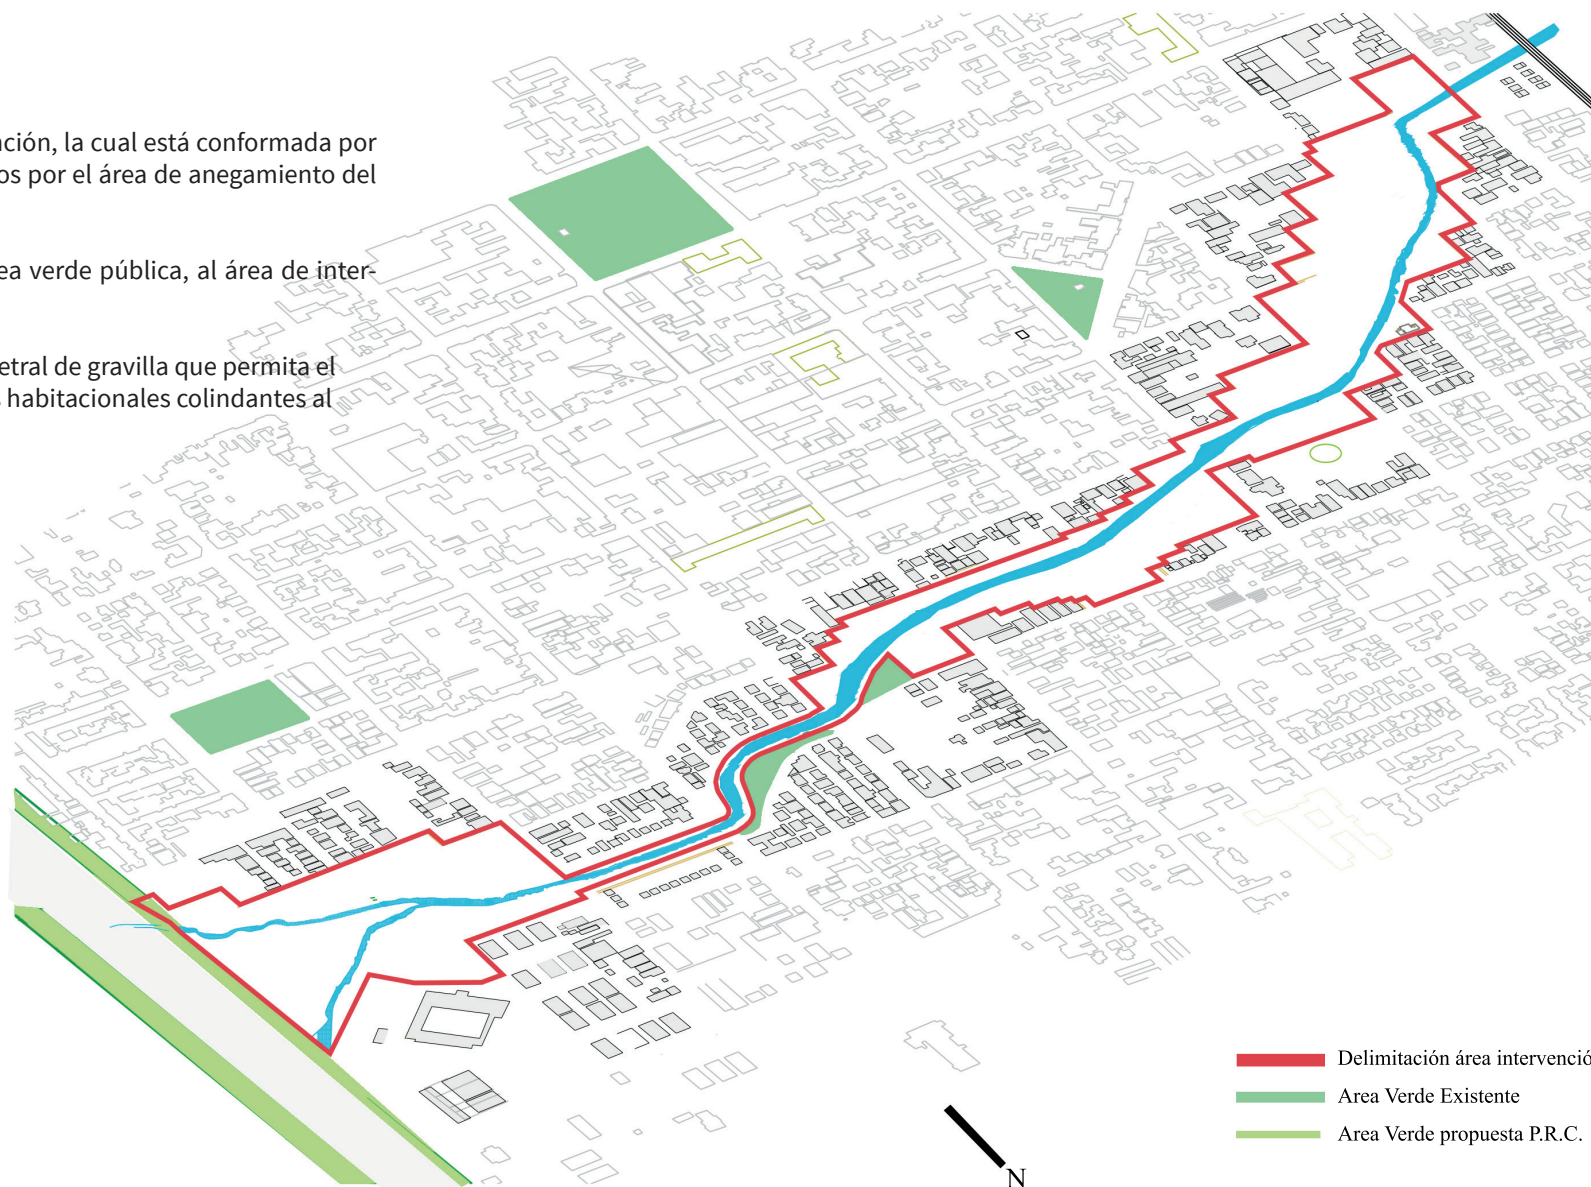 ación, la cual está conformada por
os por el área de anegamiento del
ea verde pública, al área de inter-
etral de gravilla que permita el
s habitacionales colindantes al
Delimitación área intervenció
Area Verde Existente
Area Verde propuesta P.R.C.
N